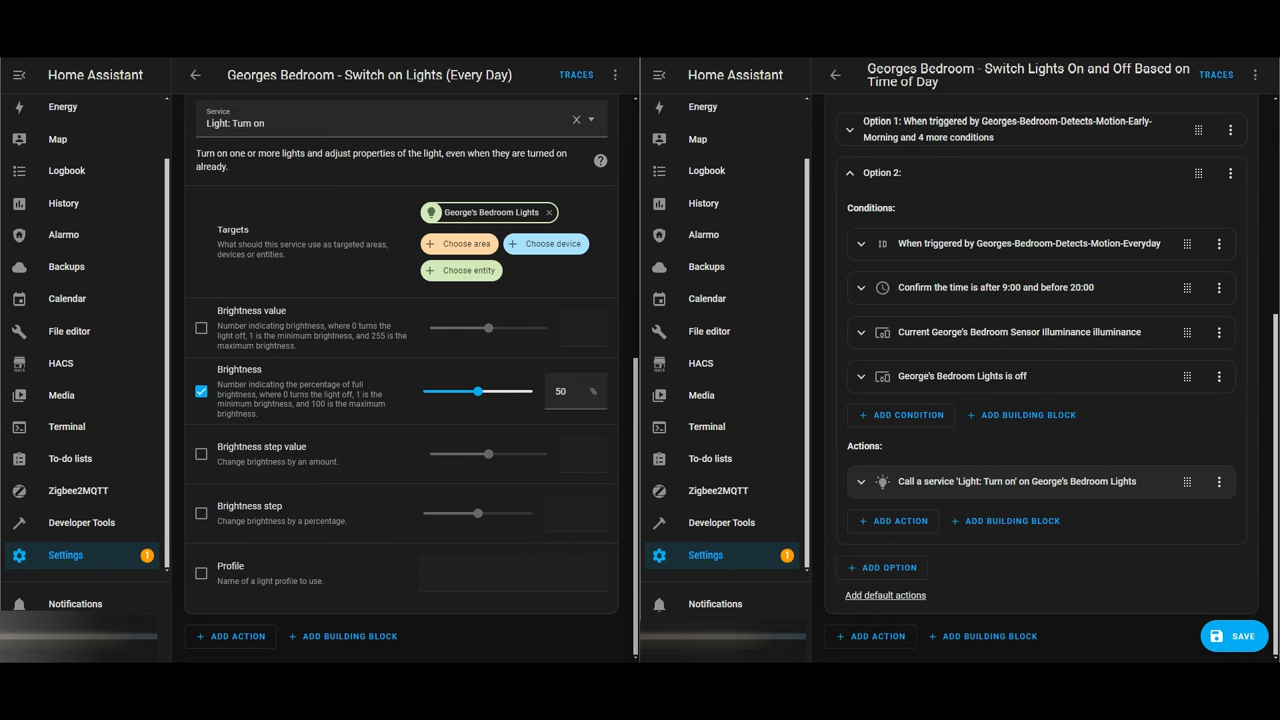 Home Assistant
Energy
Map
Logbook
History
Alarmo
Backups
Calendar
File editor
HACS
Media
Terminal
To-do lists
Zigbee2MQTT
Developer Tools
Settings
1
Notifications
Georges Bedroom - Switch on Lights (Every Day)
TRACES
Service
Light: Turn on
Turn on one or more lights and adjust properties of the light, even when they are turned on
already.
Targets
What should this service use as targeted areas,
devices or entities.
George's Bedroom Lights
Choose area
Choose device
Choose entity
Brightness value
Number indicating brightness, where 0 turns the
light off, 1 is the minimum brightness, and 255 is the
maximum brightness.
Brightness
Number indicating the percentage of full
brightness, where 0 turns the light off, 1 is the
minimum brightness, and 100 is the maximum
brightness.
50 %
Brightness step value
Change brightness by an amount.
Brightness step
Change brightness by a percentage.
Profile
Name of a light profile to use.
+ ADD ACTION
+ ADD BUILDING BLOCK
Home Assistant
Energy
Map
Logbook
History
Alarmo
Backups
Calendar
File editor
HACS
Media
Terminal
To-do lists
Zigbee2MQTT
Developer Tools
Settings
1
Notifications
Georges Bedroom - Switch Lights On and Off Based on
Time of Day
TRACES
Option 1: When triggered by Georges-Bedroom-Detects-Motion-Early-
Morning and 4 more conditions
Option 2:
Conditions:
ID
When triggered by Georges-Bedroom-Detects-Motion-Everyday
Confirm the time is after 9:00 and before 20:00
Current George's Bedroom Sensor Illuminance illuminance
George's Bedroom Lights is off
+ ADD CONDITION
+ ADD BUILDING BLOCK
Actions:
Call a service 'Light: Turn on' on George's Bedroom Lights
+ ADD ACTION
+ ADD BUILDING BLOCK
+ ADD OPTION
Add default actions
+ ADD ACTION
+ ADD BUILDING BLOCK
SAVE